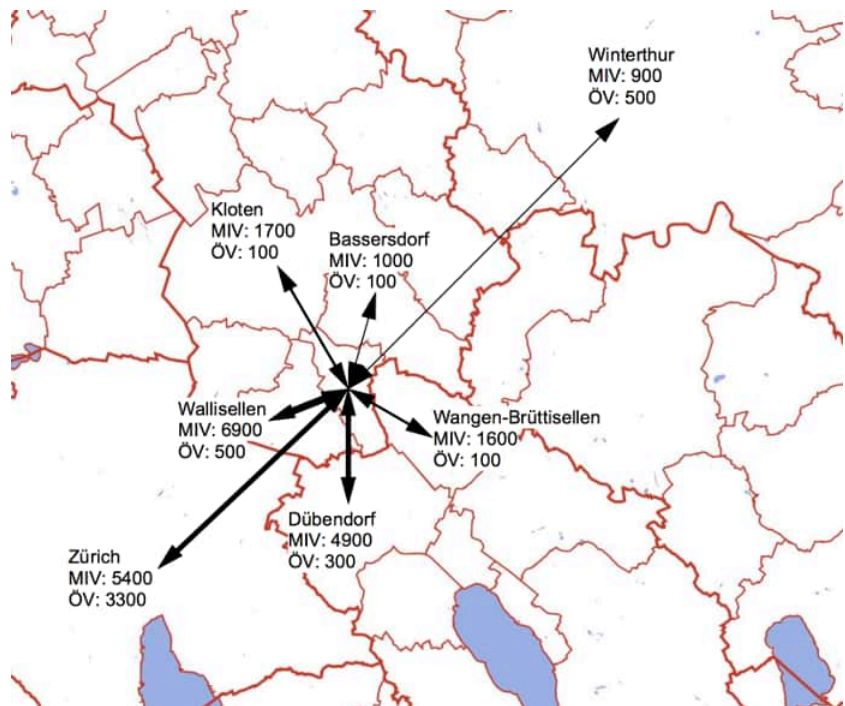 Winterthur
MIV: 900
ÖV: 500
Kloten
MIV: 1700
ÖV: 100
Bassersdorf
MIV: 1000
ÖV: 100
Wallisellen
MIV: 6900
ÖV: 500
Wangen-Brüttisellen
MIV: 1600
ÖV: 100
Dübendorf
MIV: 4900
ÖV: 300
Zürich
MIV: 5400
ÖV: 3300